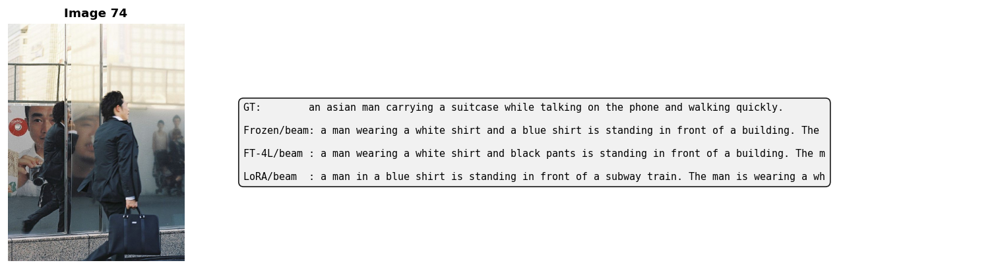 Image 74
GT:        an asian man carrying a suitcase while talking on the phone and walking quickly.
Frozen/beam: a man wearing a white shirt and a blue shirt is standing in front of a building. The
FT-4L/beam : a man wearing a white shirt and black pants is standing in front of a building. The m
LoRA/beam  : a man in a blue shirt is standing in front of a subway train. The man is wearing a wh